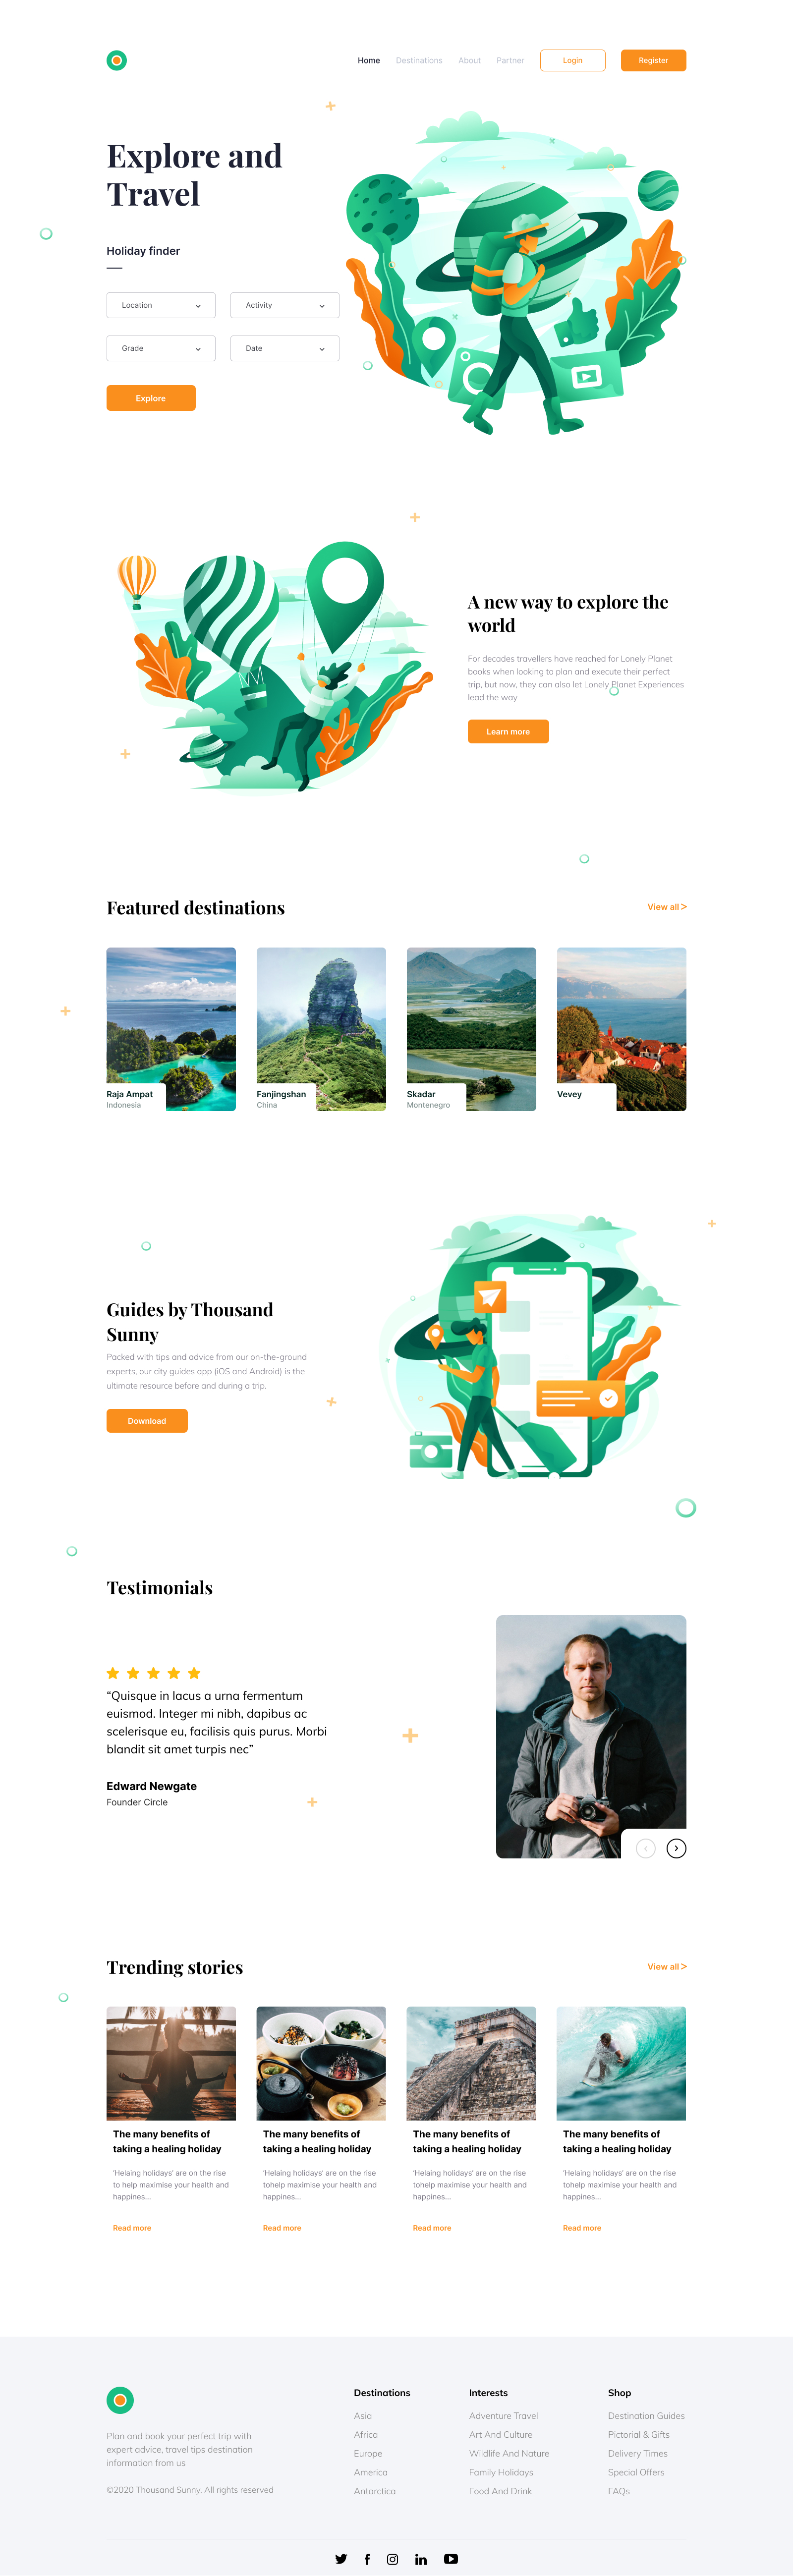 Home Destinations About Partner Login Register
Explore and
Travel
Holiday finder
Location Activity
Grade Date
Explore
A new way to explore the
world
For decades travellers have reached for Lonely Planet
books when looking to plan and execute their perfect
trip, but now, they can also let Lonely Planet Experiences
lead the way
Learn more
Featured destinations
View all >
Raja Ampat
Indonesia
Fanjingshan
China
Skadar
Montenegro
Vevey
Guides by Thousand
Sunny
Packed with tips and advice from our on-the-ground
experts, our city guides app (iOS and Android) is the
ultimate resource before and during a trip.
Download
Testimonials
“Quisque in lacus a urna fermentum
euismod. Integer mi nibh, dapibus ac
scelerisque eu, facilisis quis purus. Morbi
blandit sit amet turpis nec”
Edward Newgate
Founder Circle
Trending stories
View all >
The many benefits of
taking a healing holiday
'Helaing holidays' are on the rise
to help maximise your health and
happines...
Read more
The many benefits of
taking a healing holiday
'Helaing holidays' are on the rise
tohelp maximise your health and
happines...
Read more
The many benefits of
taking a healing holiday
'Helaing holidays' are on the rise
tohelp maximise your health and
happines...
Read more
The many benefits of
taking a healing holiday
'Helaing holidays' are on the rise
tohelp maximise your health and
happines...
Read more
Plan and book your perfect trip with
expert advice, travel tips destination
information from us
©2020 Thousand Sunny. All rights reserved
Destinations
Asia
Africa
Europe
America
Antarctica
Interests
Adventure Travel
Art And Culture
Wildlife And Nature
Family Holidays
Food And Drink
Shop
Destination Guides
Pictorial & Gifts
Delivery Times
Special Offers
FAQs